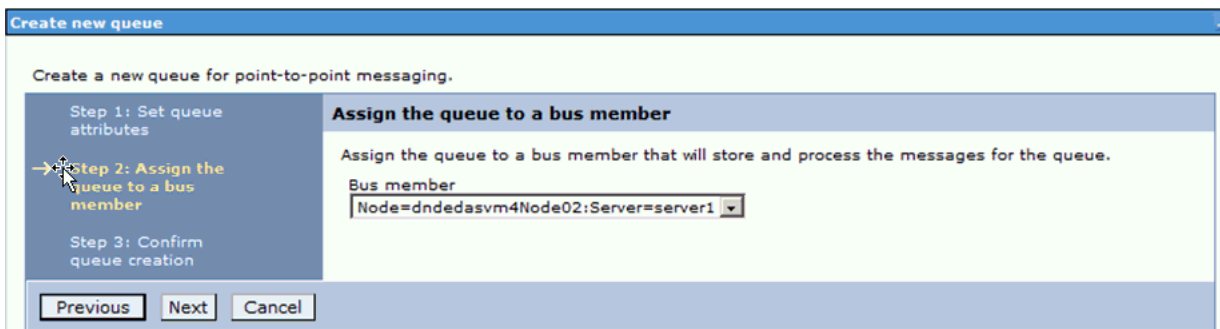 Create new queue
Create a new queue for point-to-point messaging.
Step 1: Set queue
attributes
Step 2: Assign the
queue to a bus
member
Step 3: Confirm
queue creation
Assign the queue to a bus member
Assign the queue to a bus member that will store and process the messages for the queue.
Bus member
Node=dndedasvm4Node02:Server=server1
Previous Next Cancel